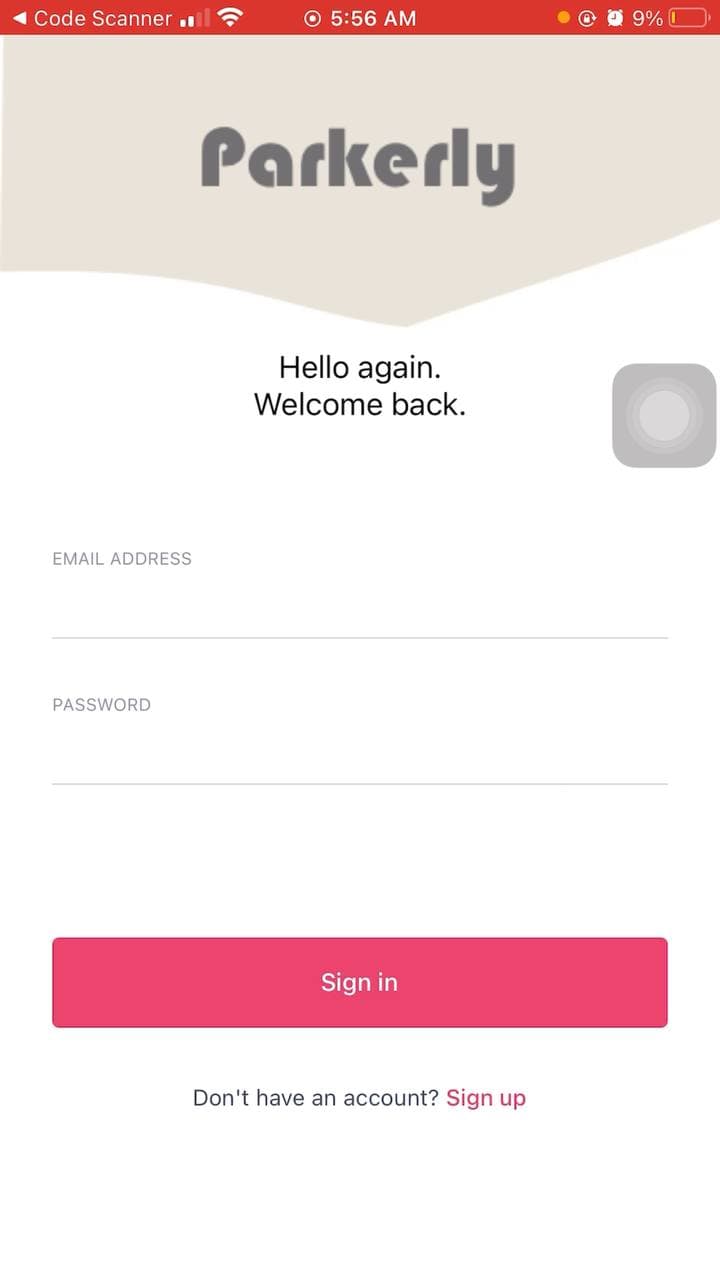 Code Scanner 5:56 AM 9%
Parkerly
Hello again.
Welcome back.
EMAIL ADDRESS
PASSWORD
Sign in
Don't have an account? Sign up